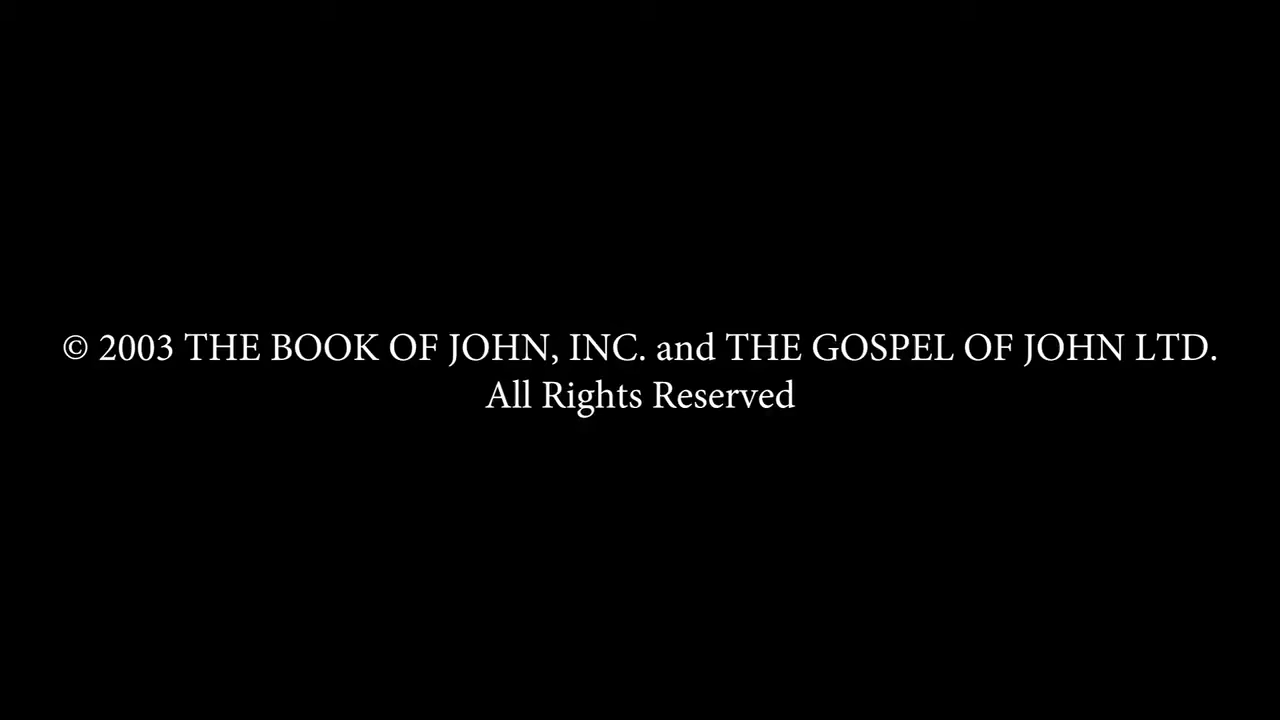 © 2003 THE BOOK OF JOHN, INC. and THE GOSPEL OF JOHN LTD.
All Rights Reserved